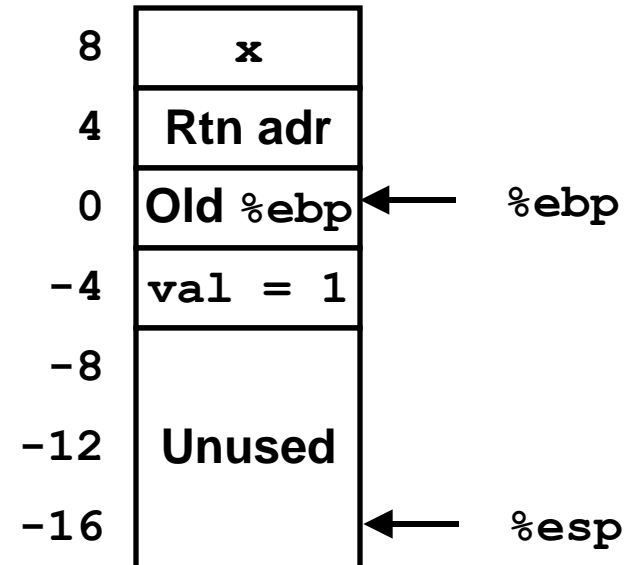 8 x
4 Rtn adr
0 Old %ebp %ebp
-4 val = 1
-8
-12 Unused
-16 %esp